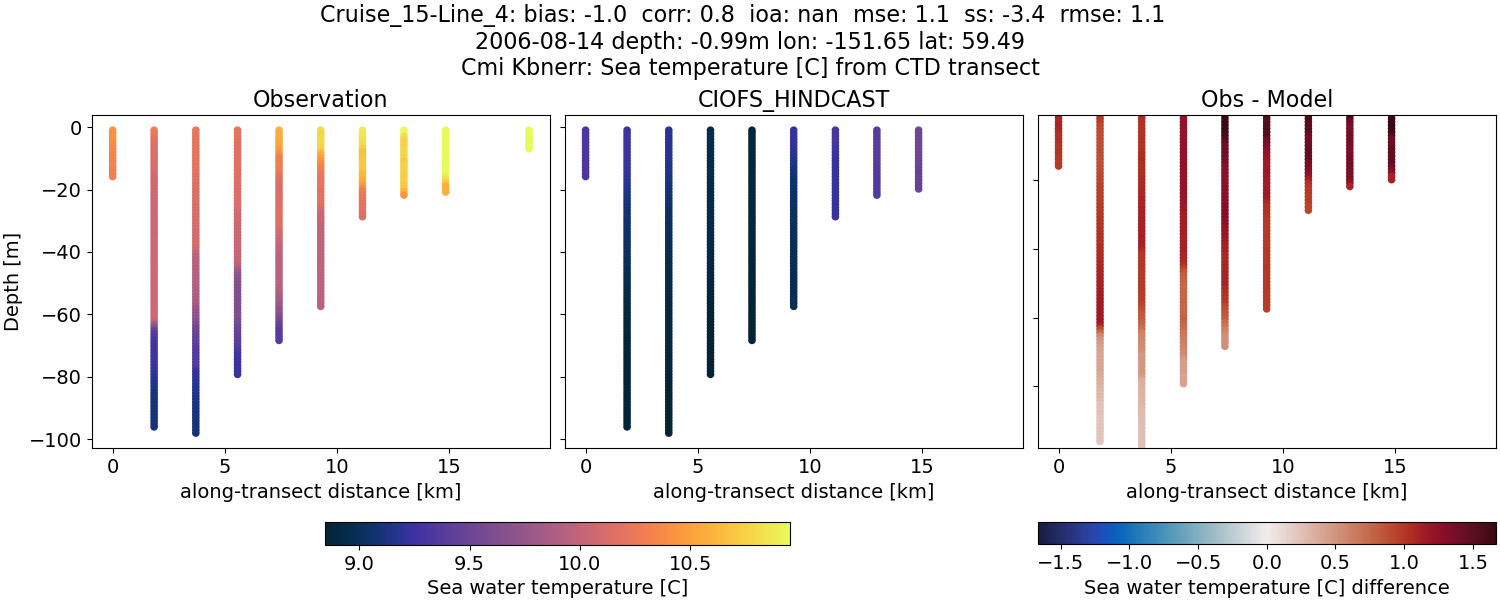 Cruise_15-Line_4: bias: -1.0  corr: 0.8  ioa: nan  mse: 1.1  ss: -3.4  rmse: 1.1
2006-08-14 depth: -0.99m lon: -151.65 lat: 59.49
Cmi Kbnerr: Sea temperature [C] from CTD transect
Observation
CIOFS_HINDCAST
Obs - Model
Depth [m]
0
−20
−40
−60
−80
−100
0 5 10 15
0 5 10 15
0 5 10 15
along-transect distance [km]
along-transect distance [km]
along-transect distance [km]
9.0 9.5 10.0 10.5
Sea water temperature [C]
−1.5 −1.0 −0.5 0.0 0.5 1.0 1.5
Sea water temperature [C] difference